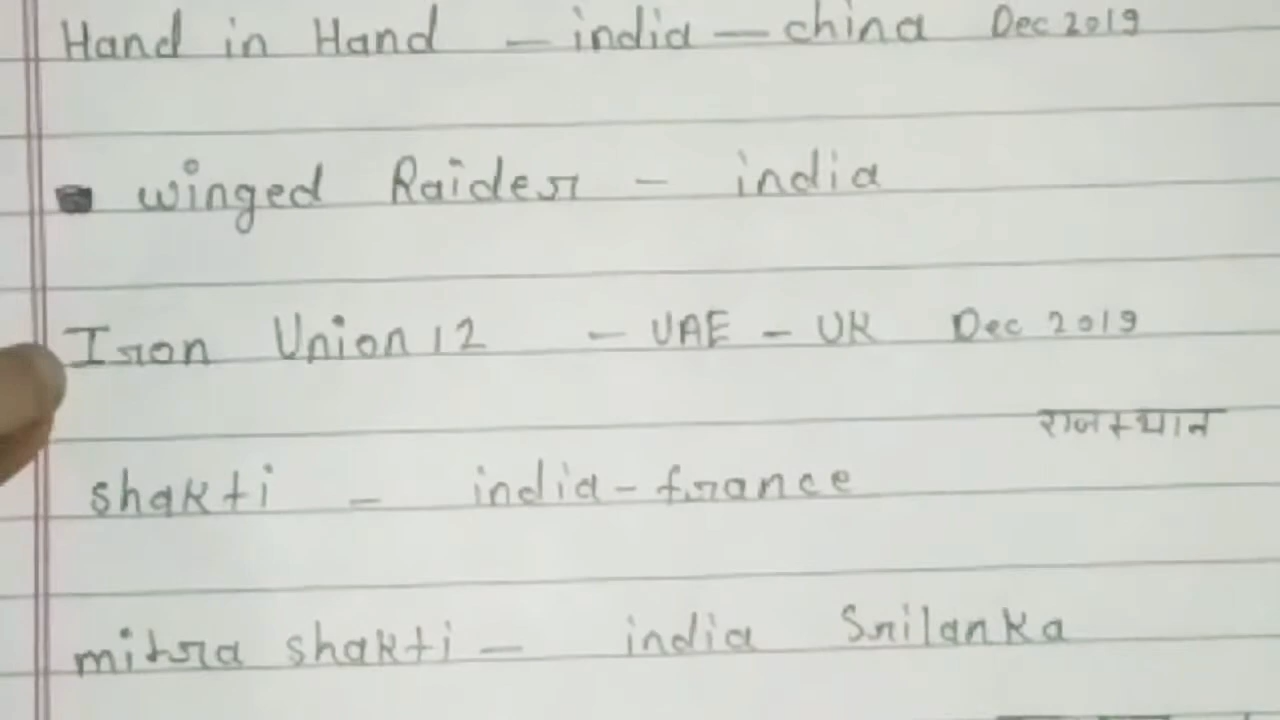 Hand in Hand - india - china Dec 2019
winged Raider - india
Iron Union 12 - UAE - UK Dec 2019
राजस्थान
shakti - india - france
mitra shakti - india Srilanka